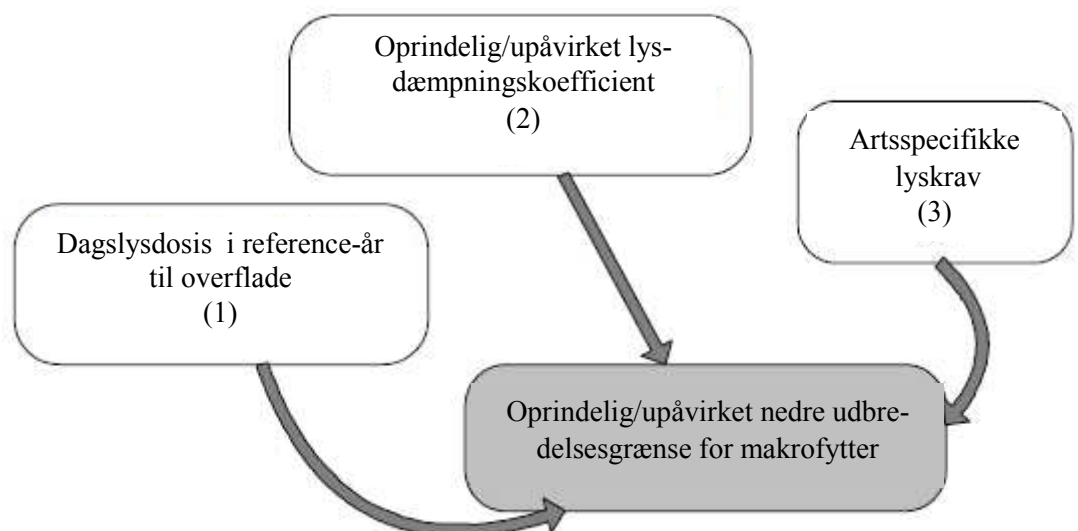 Oprindelig/upåvirket lys-
dæmpningskoefficient
(2)
Artsspecifikke
lyskrav
(3)
Dagslysdosis i reference-år
til overflade
(1)
Oprindelig/upåvirket nedre udbre-
delsesgrænse for makrofytter